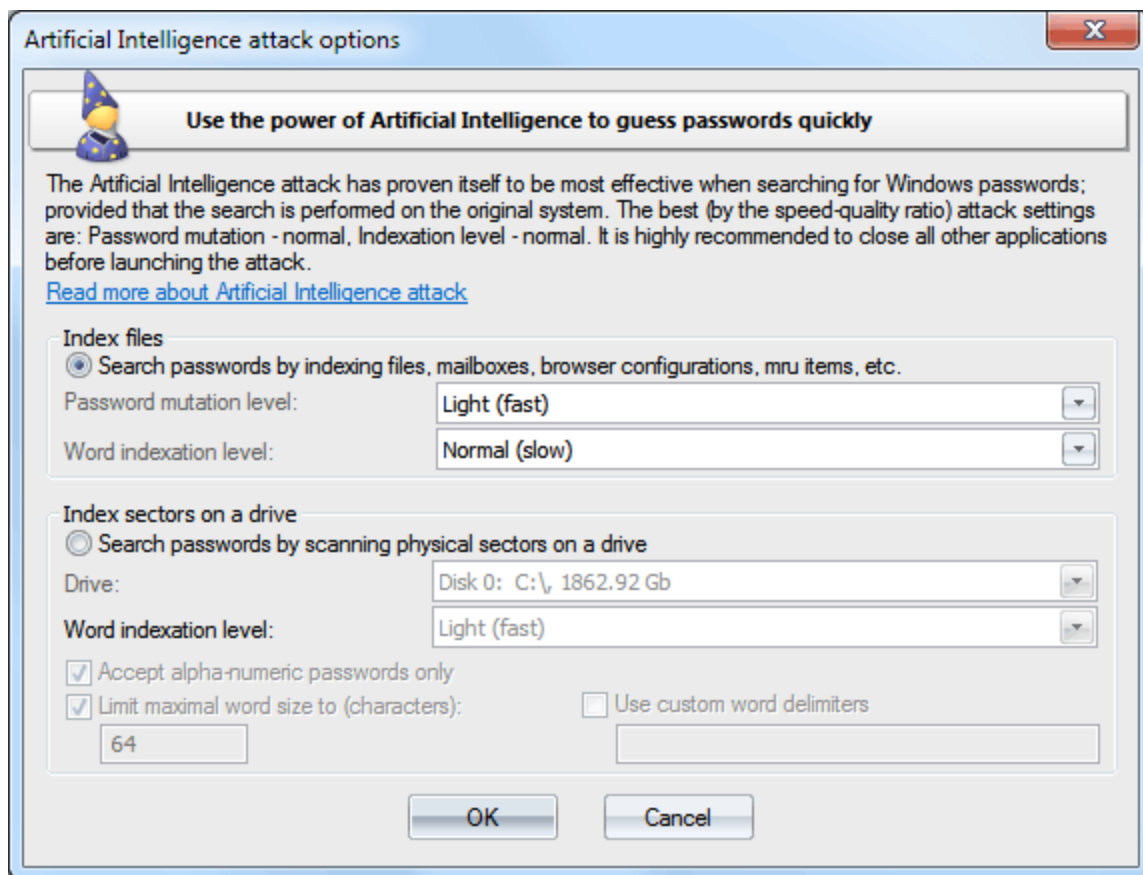 Artificial Intelligence attack options
Use the power of Artificial Intelligence to guess passwords quickly
The Artificial Intelligence attack has proven itself to be most effective when searching for Windows passwords;
provided that the search is performed on the original system. The best (by the speed-quality ratio) attack settings
are: Password mutation - normal, Indexation level - normal. It is highly recommended to close all other applications
before launching the attack.
Read more about Artificial Intelligence attack
Index files
Search passwords by indexing files, mailboxes, browser configurations, mru items, etc.
Password mutation level: Light (fast)
Word indexation level: Normal (slow)
Index sectors on a drive
Search passwords by scanning physical sectors on a drive
Drive: Disk 0: C:\, 1862.92 Gb
Word indexation level: Light (fast)
Accept alpha-numeric passwords only
Limit maximal word size to (characters): Use custom word delimiters
64
OK Cancel